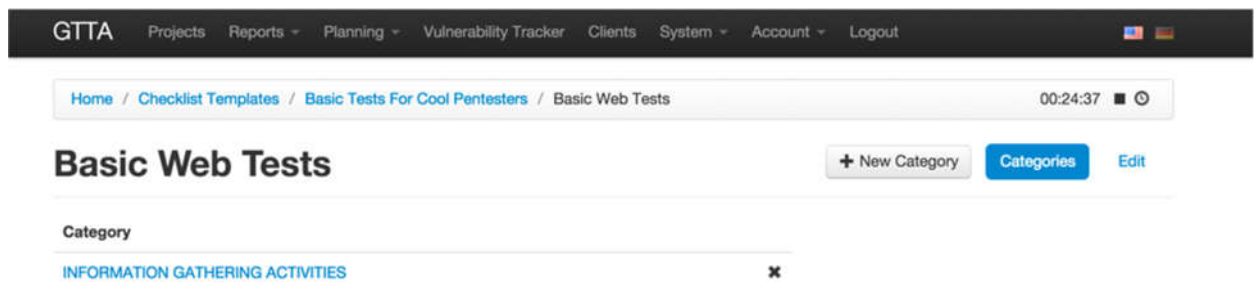 GTTA Projects Reports Planning Vulnerability Tracker Clients System Account Logout
Home / Checklist Templates / Basic Tests For Cool Pentesters / Basic Web Tests 00:24:37
Basic Web Tests + New Category Categories Edit
Category
INFORMATION GATHERING ACTIVITIES